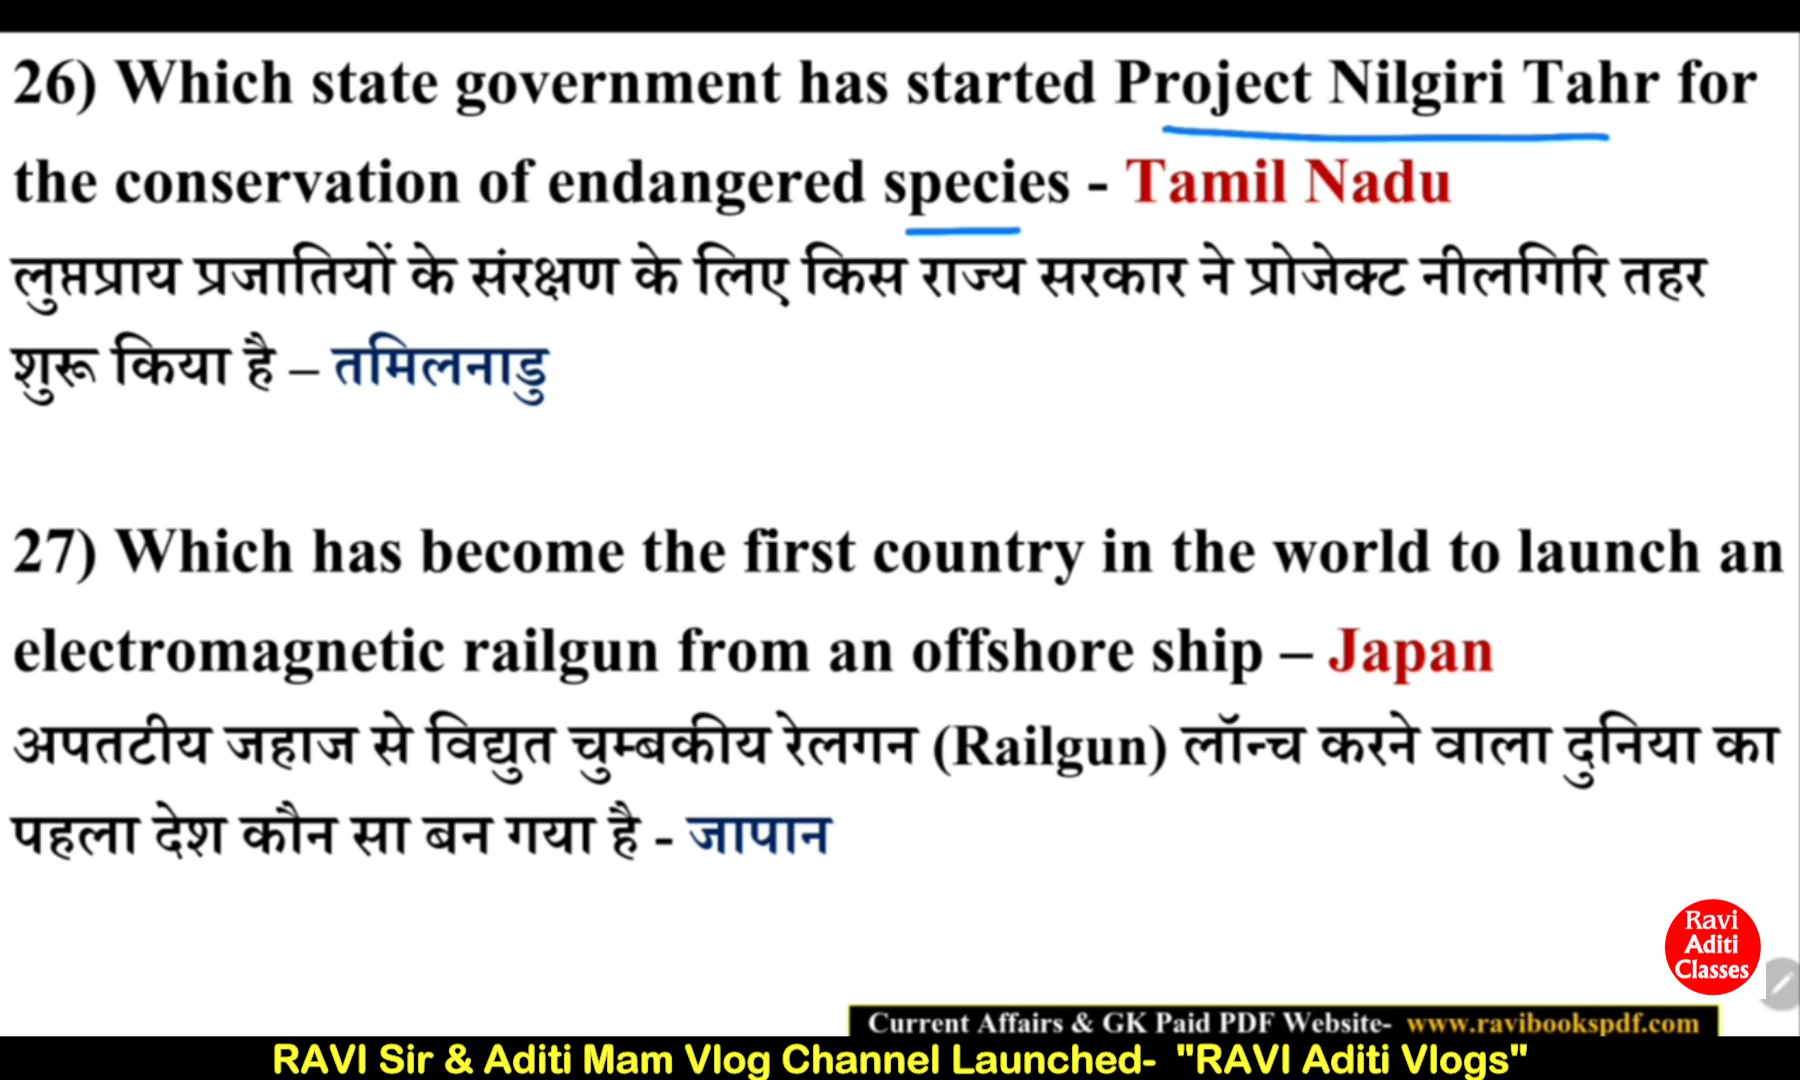 26) Which state government has started Project Nilgiri Tahr for
the conservation of endangered species - Tamil Nadu
लुप्तप्राय प्रजातियों के संरक्षण के लिए किस राज्य सरकार ने प्रोजेक्ट नीलगिरि तहर
शुरू किया है – तमिलनाडु
27) Which has become the first country in the world to launch an
electromagnetic railgun from an offshore ship – Japan
अपतटीय जहाज से विद्युत चुम्बकीय रेलगन (Railgun) लॉन्च करने वाला दुनिया का
पहला देश कौन सा बन गया है - जापान
Ravi
Aditi
Classes
Current Affairs & GK Paid PDF Website- www.ravibookspdf.com
RAVI Sir & Aditi Mam Vlog Channel Launched- "RAVI Aditi Vlogs"